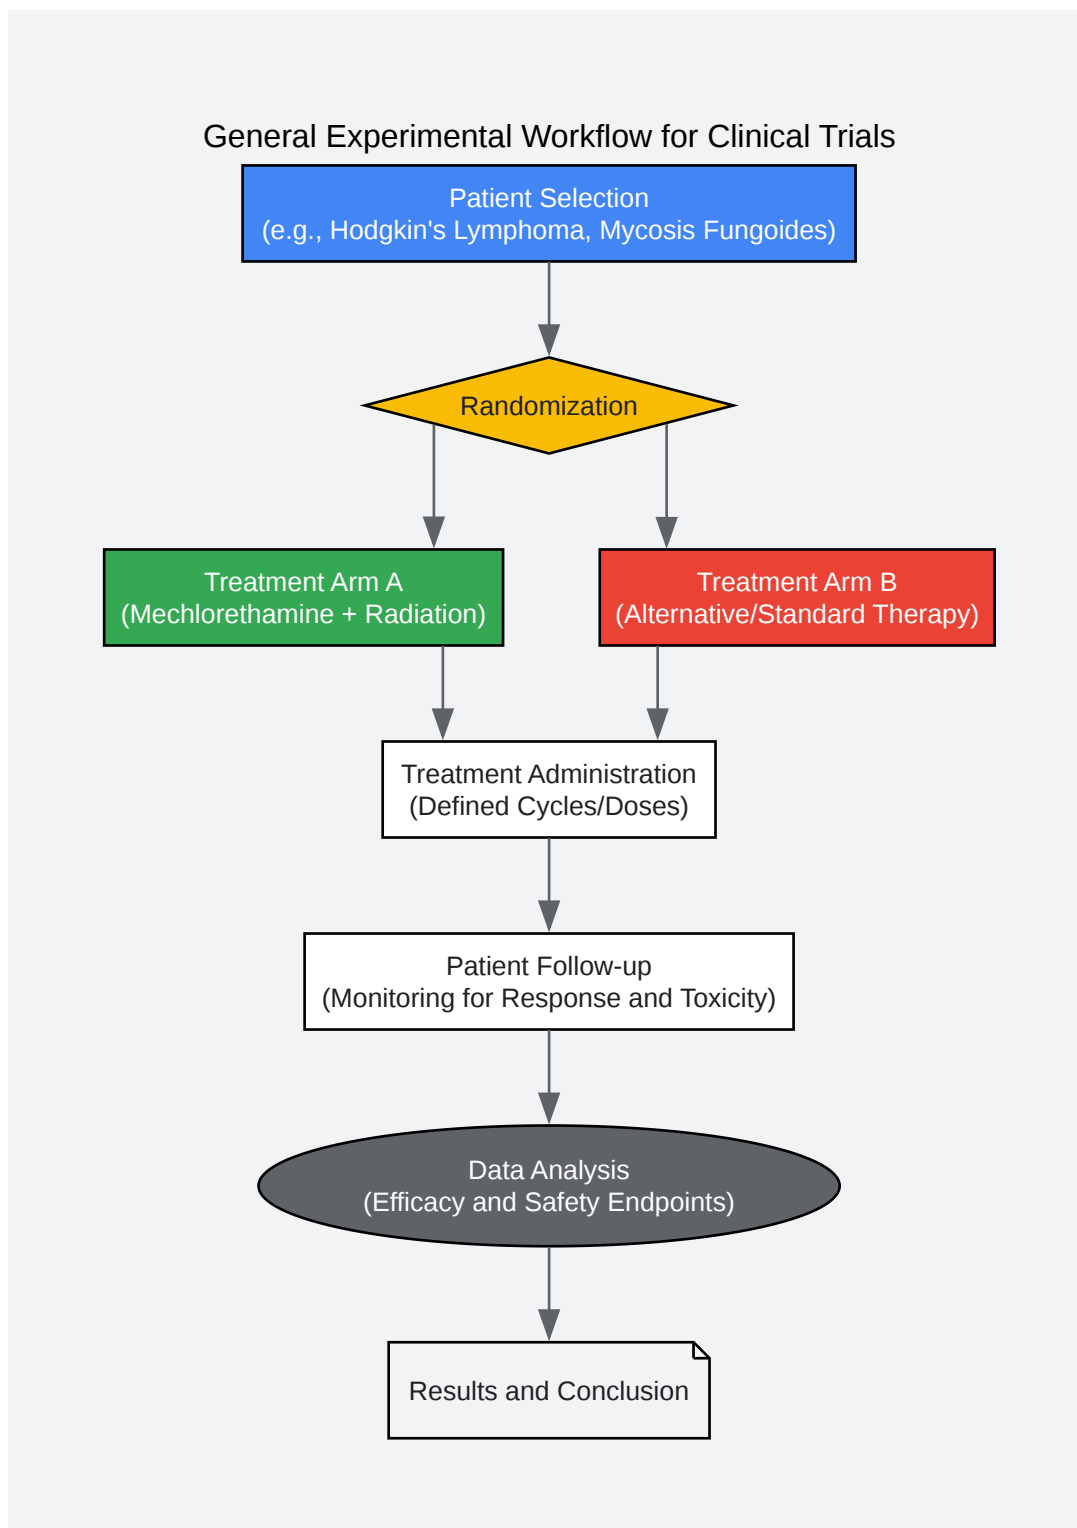 General Experimental Workflow for Clinical Trials
Patient Selection
(e.g., Hodgkin's Lymphoma, Mycosis Fungoides)
Randomization
Treatment Arm A
(Mechlorethamine + Radiation)
Treatment Arm B
(Alternative/Standard Therapy)
Treatment Administration
(Defined Cycles/Doses)
Patient Follow-up
(Monitoring for Response and Toxicity)
Data Analysis
(Efficacy and Safety Endpoints)
Results and Conclusion